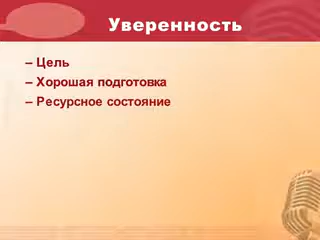 Уверенность
– Цель
– Хорошая подготовка
– Ресурсное состояние